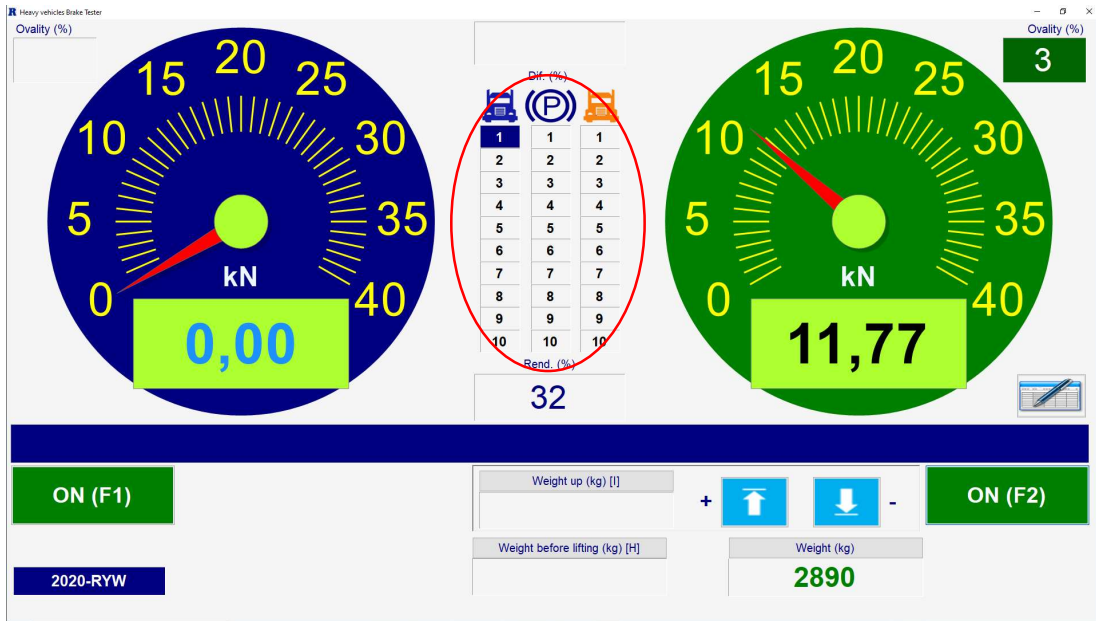 R Heavy vehicles Brake Tester
Ovality (%)
Ovality (%)
3
Dif. (%)
0
5
10
15
20
25
30
35
40
kN
0,00
P
1 1 1
2 2 2
3 3 3
4 4 4
5 5 5
6 6 6
7 7 7
8 8 8
9 9 9
10 10 10
Rend. (%)
32
0
5
10
15
20
25
30
35
40
kN
11,77
ON (F1)
Weight up (kg) [I]
+
-
ON (F2)
Weight before lifting (kg) [H]
Weight (kg)
2890
2020-RYW